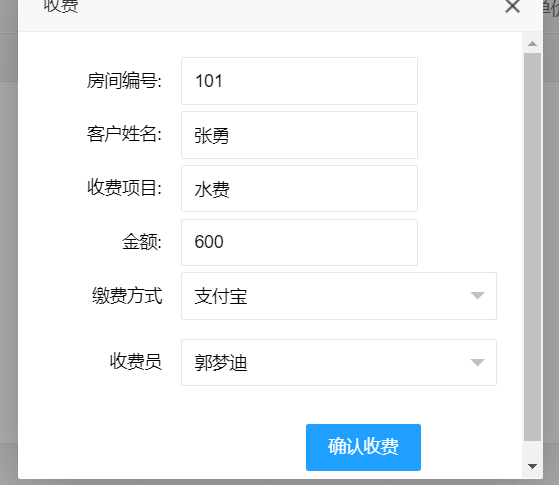 收费
房间编号: 101
客户姓名: 张勇
收费项目: 水费
金额: 600
缴费方式 支付宝
收费员 郭梦迪
确认收费